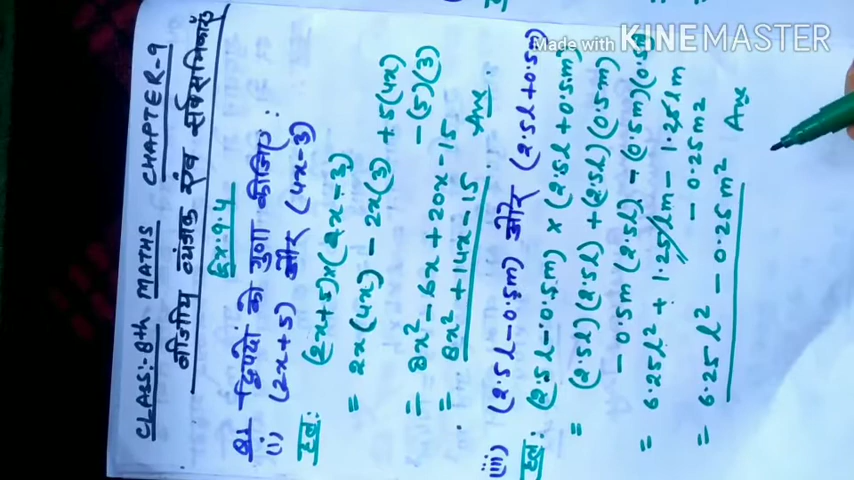 CLASS:- 8th MATHS CHAPTER-9
बीजीय व्यंजक एवं सर्वसमिकाएँ
Ex. 9.4
Q1 द्विपदों को गुणा कीजिए :
(i) (2x+5) और (4x-3)
हल: (2x+5)×(4x-3)
= 2x(4x) - 2x(3) + 5(4x)
- (5)(3)
= 8x² - 6x + 20x - 15
= 8x² + 14x - 15 . Ans.
(iii) (2.5l - 0.5m) और (2.5l + 0.5m)
हल: (2.5l - 0.5m) × (2.5l + 0.5m)
= (2.5l)(2.5l) + (2.5l)(0.5m)
- 0.5m(2.5l) - (0.5m)(0.5m)
= 6.25l² + 1.25lm - 1.25lm
- 0.25m²
= 6.25l² - 0.25m² Ans
Made with KINEMASTER